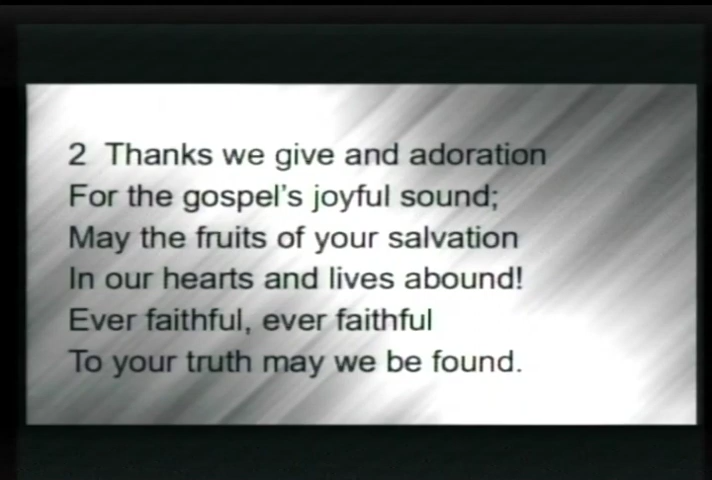 2 Thanks we give and adoration
For the gospel's joyful sound;
May the fruits of your salvation
In our hearts and lives abound!
Ever faithful, ever faithful
To your truth may we be found.